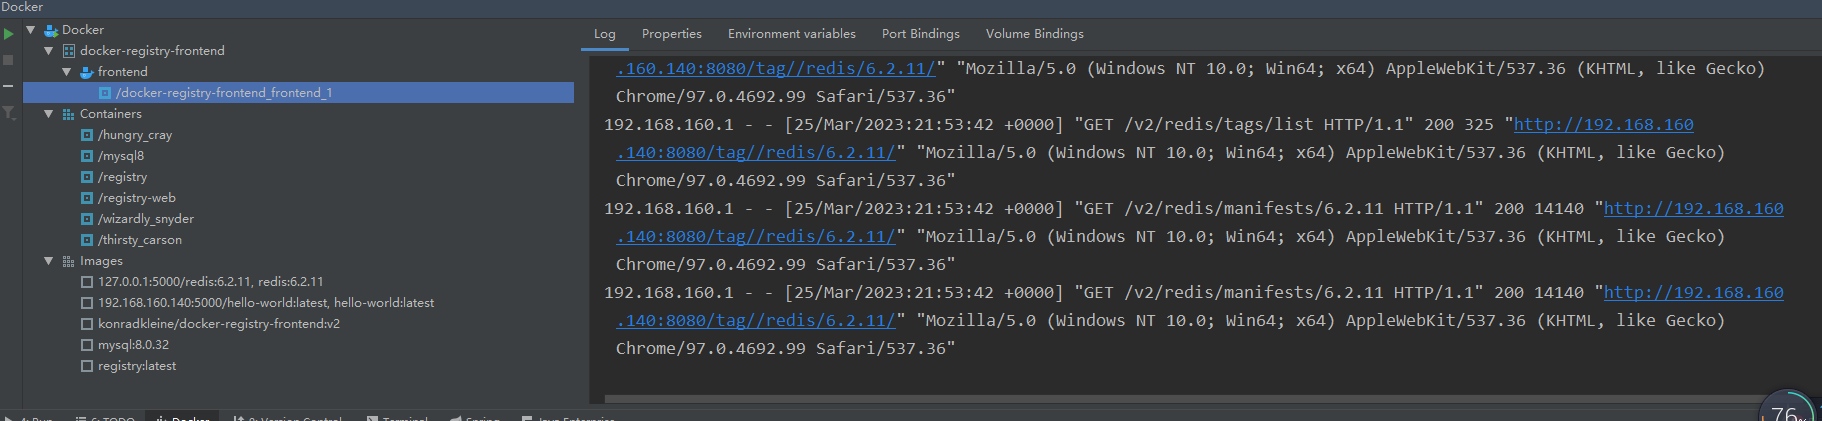 Docker
Docker
docker-registry-frontend
frontend
/docker-registry-frontend_frontend_1
Containers
/hungry_cray
/mysql8
/registry
/registry-web
/wizardly_snyder
/thirsty_carson
Images
127.0.0.1:5000/redis:6.2.11, redis:6.2.11
192.168.160.140:5000/hello-world:latest, hello-world:latest
konradkleine/docker-registry-frontend:v2
mysql:8.0.32
registry:latest
Log Properties Environment variables Port Bindings Volume Bindings
.160.140:8080/tag//redis/6.2.11/" "Mozilla/5.0 (Windows NT 10.0; Win64; x64) AppleWebKit/537.36 (KHTML, like Gecko)
Chrome/97.0.4692.99 Safari/537.36"
192.168.160.1 - - [25/Mar/2023:21:53:42 +0000] "GET /v2/redis/tags/list HTTP/1.1" 200 325 "http://192.168.160
.140:8080/tag//redis/6.2.11/" "Mozilla/5.0 (Windows NT 10.0; Win64; x64) AppleWebKit/537.36 (KHTML, like Gecko)
Chrome/97.0.4692.99 Safari/537.36"
192.168.160.1 - - [25/Mar/2023:21:53:42 +0000] "GET /v2/redis/manifests/6.2.11 HTTP/1.1" 200 14140 "http://192.168.160
.140:8080/tag//redis/6.2.11/" "Mozilla/5.0 (Windows NT 10.0; Win64; x64) AppleWebKit/537.36 (KHTML, like Gecko)
Chrome/97.0.4692.99 Safari/537.36"
192.168.160.1 - - [25/Mar/2023:21:53:42 +0000] "GET /v2/redis/manifests/6.2.11 HTTP/1.1" 200 14140 "http://192.168.160
.140:8080/tag//redis/6.2.11/" "Mozilla/5.0 (Windows NT 10.0; Win64; x64) AppleWebKit/537.36 (KHTML, like Gecko)
Chrome/97.0.4692.99 Safari/537.36"
4: Run 6: TODO Docker 9: Version Control Terminal Spring Java Enterprise
76%